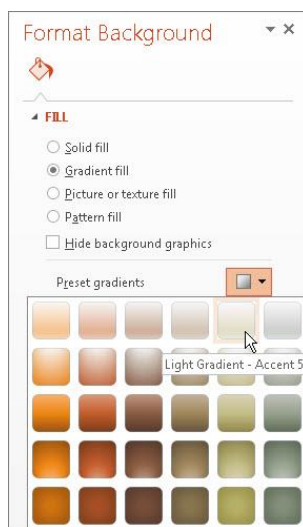 Format Background
FILL
Solid fill
Gradient fill
Picture or texture fill
Pattern fill
Hide background graphics
Preset gradients
Light Gradient - Accent 5